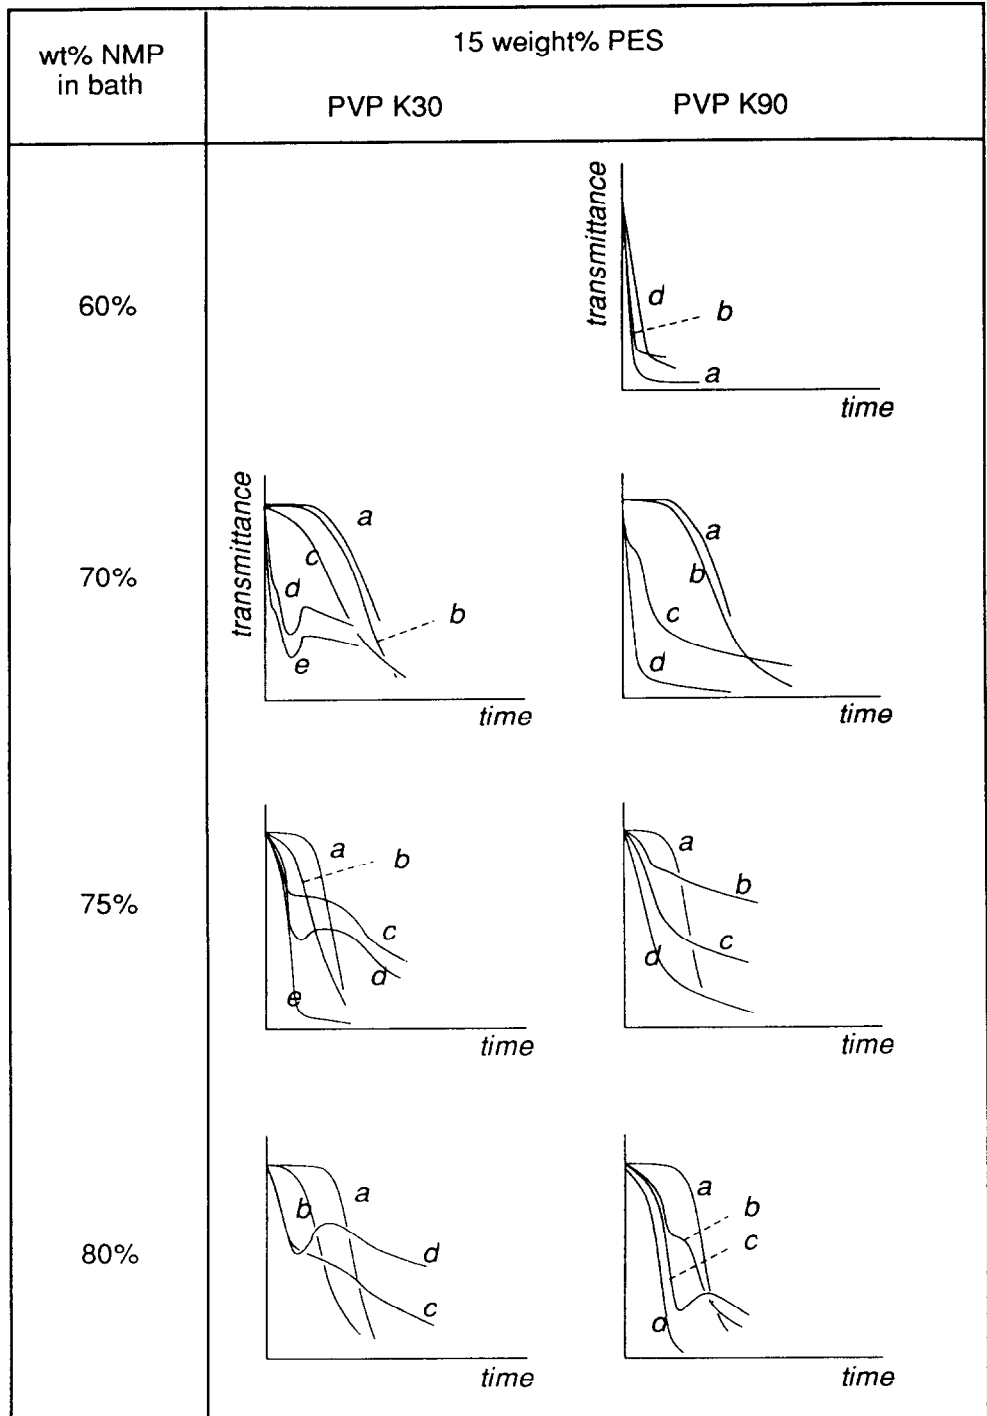 wt% NMP
in bath
15 weight% PES
PVP K30
PVP K90
60%
transmittance
d
b
a
time
70%
transmittance
a
c
d
b
e
time
a
b
c
d
time
75%
a
b
c
d
e
time
a
b
c
d
time
80%
a
b
d
c
time
a
b
c
d
time